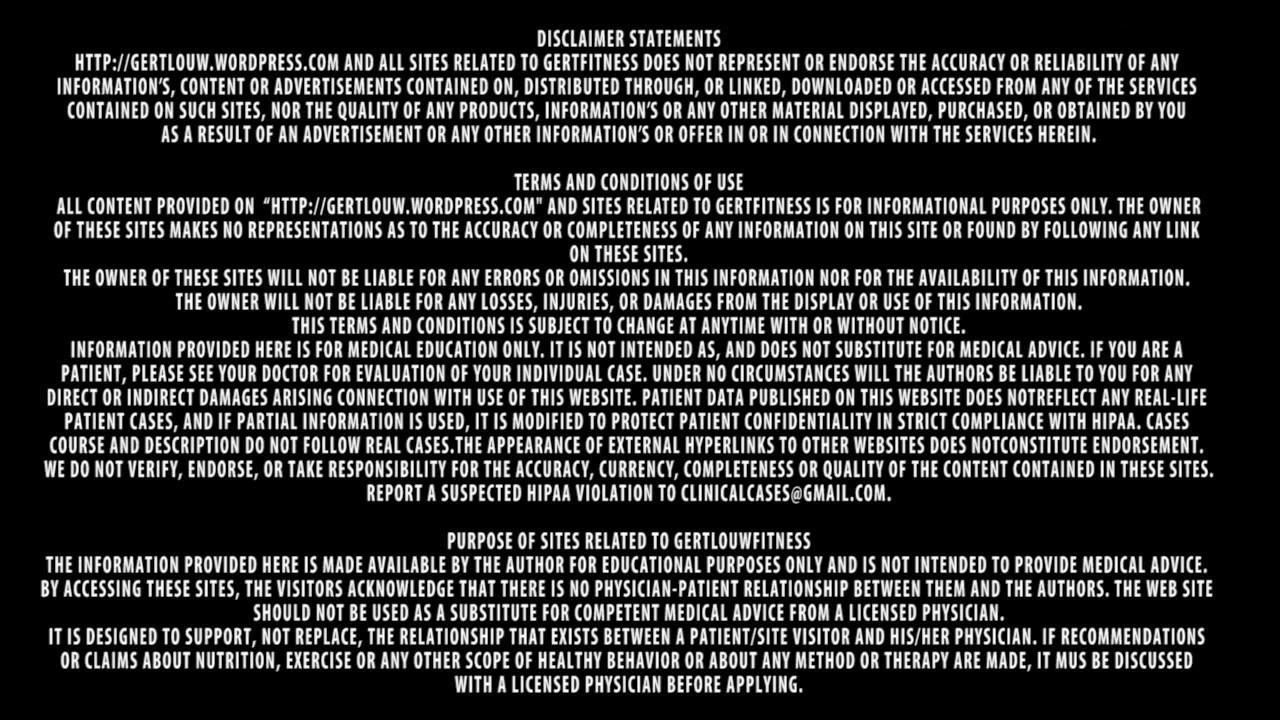 DISCLAIMER STATEMENTS
HTTP://GERTLOUW.WORDPRESS.COM AND ALL SITES RELATED TO GERTFITNESS DOES NOT REPRESENT OR ENDORSE THE ACCURACY OR RELIABILITY OF ANY
INFORMATION'S, CONTENT OR ADVERTISEMENTS CONTAINED ON, DISTRIBUTED THROUGH, OR LINKED, DOWNLOADED OR ACCESSED FROM ANY OF THE SERVICES
CONTAINED ON SUCH SITES, NOR THE QUALITY OF ANY PRODUCTS, INFORMATION'S OR ANY OTHER MATERIAL DISPLAYED, PURCHASED, OR OBTAINED BY YOU
AS A RESULT OF AN ADVERTISEMENT OR ANY OTHER INFORMATION'S OR OFFER IN OR IN CONNECTION WITH THE SERVICES HEREIN.
TERMS AND CONDITIONS OF USE
ALL CONTENT PROVIDED ON “HTTP://GERTLOUW.WORDPRESS.COM" AND SITES RELATED TO GERTFITNESS IS FOR INFORMATIONAL PURPOSES ONLY. THE OWNER
OF THESE SITES MAKES NO REPRESENTATIONS AS TO THE ACCURACY OR COMPLETENESS OF ANY INFORMATION ON THIS SITE OR FOUND BY FOLLOWING ANY LINK
ON THESE SITES.
THE OWNER OF THESE SITES WILL NOT BE LIABLE FOR ANY ERRORS OR OMISSIONS IN THIS INFORMATION NOR FOR THE AVAILABILITY OF THIS INFORMATION.
THE OWNER WILL NOT BE LIABLE FOR ANY LOSSES, INJURIES, OR DAMAGES FROM THE DISPLAY OR USE OF THIS INFORMATION.
THIS TERMS AND CONDITIONS IS SUBJECT TO CHANGE AT ANYTIME WITH OR WITHOUT NOTICE.
INFORMATION PROVIDED HERE IS FOR MEDICAL EDUCATION ONLY. IT IS NOT INTENDED AS, AND DOES NOT SUBSTITUTE FOR MEDICAL ADVICE. IF YOU ARE A
PATIENT, PLEASE SEE YOUR DOCTOR FOR EVALUATION OF YOUR INDIVIDUAL CASE. UNDER NO CIRCUMSTANCES WILL THE AUTHORS BE LIABLE TO YOU FOR ANY
DIRECT OR INDIRECT DAMAGES ARISING CONNECTION WITH USE OF THIS WEBSITE. PATIENT DATA PUBLISHED ON THIS WEBSITE DOES NOTREFLECT ANY REAL-LIFE
PATIENT CASES, AND IF PARTIAL INFORMATION IS USED, IT IS MODIFIED TO PROTECT PATIENT CONFIDENTIALITY IN STRICT COMPLIANCE WITH HIPAA. CASES
COURSE AND DESCRIPTION DO NOT FOLLOW REAL CASES.THE APPEARANCE OF EXTERNAL HYPERLINKS TO OTHER WEBSITES DOES NOTCONSTITUTE ENDORSEMENT.
WE DO NOT VERIFY, ENDORSE, OR TAKE RESPONSIBILITY FOR THE ACCURACY, CURRENCY, COMPLETENESS OR QUALITY OF THE CONTENT CONTAINED IN THESE SITES.
REPORT A SUSPECTED HIPAA VIOLATION TO CLINICALCASES@GMAIL.COM.
PURPOSE OF SITES RELATED TO GERTLOUWFITNESS
THE INFORMATION PROVIDED HERE IS MADE AVAILABLE BY THE AUTHOR FOR EDUCATIONAL PURPOSES ONLY AND IS NOT INTENDED TO PROVIDE MEDICAL ADVICE.
BY ACCESSING THESE SITES, THE VISITORS ACKNOWLEDGE THAT THERE IS NO PHYSICIAN-PATIENT RELATIONSHIP BETWEEN THEM AND THE AUTHORS. THE WEB SITE
SHOULD NOT BE USED AS A SUBSTITUTE FOR COMPETENT MEDICAL ADVICE FROM A LICENSED PHYSICIAN.
IT IS DESIGNED TO SUPPORT, NOT REPLACE, THE RELATIONSHIP THAT EXISTS BETWEEN A PATIENT/SITE VISITOR AND HIS/HER PHYSICIAN. IF RECOMMENDATIONS
OR CLAIMS ABOUT NUTRITION, EXERCISE OR ANY OTHER SCOPE OF HEALTHY BEHAVIOR OR ABOUT ANY METHOD OR THERAPY ARE MADE, IT MUS BE DISCUSSED
WITH A LICENSED PHYSICIAN BEFORE APPLYING.